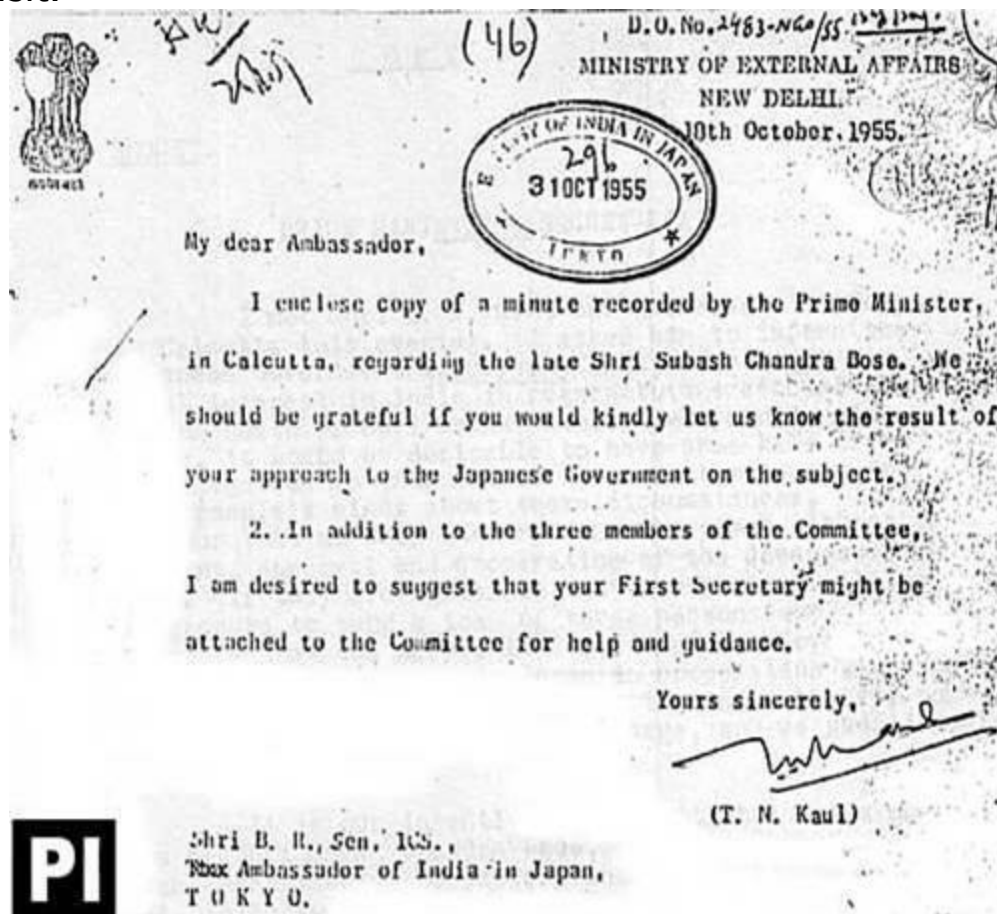 (46)
D.O. No. 2483-NGO/55
MINISTRY OF EXTERNAL AFFAIRS
NEW DELHI.
10th October, 1955.
OF INDIA IN JAPAN
296
31 OCT 1955
TOKYO
My dear Ambassador,
I enclose copy of a minute recorded by the Prime Minister,
in Calcutta, regarding the late Shri Subash Chandra Bose. We
should be grateful if you would kindly let us know the result of
your approach to the Japanese Government on the subject.
2. In addition to the three members of the Committee,
I am desired to suggest that your First Secretary might be
attached to the Committee for help and guidance.
Yours sincerely,
(T. N. Kaul)
Shri B. R., Sen, ICS.,
Ambassador of India in Japan,
TOKYO.
PI